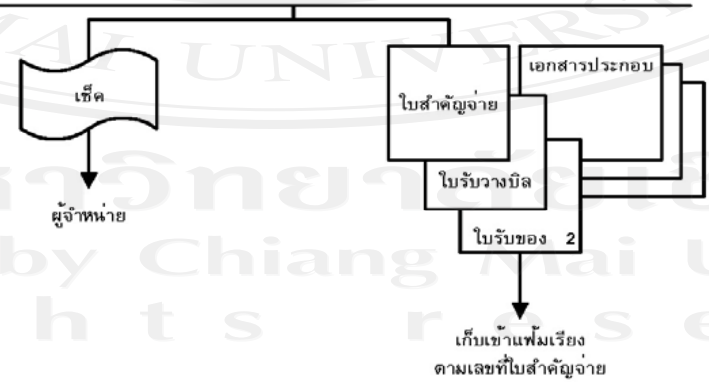 เช็ค
ผู้จำหน่าย
ใบสำคัญจ่าย
เอกสารประกอบ
ใบรับวางบิล
ใบรับของ 2
เก็บเข้าแฟ้มเรียง
ตามเลขที่ใบสำคัญจ่าย
UNIVERS
by Chiang Mai U
h t s r e s e